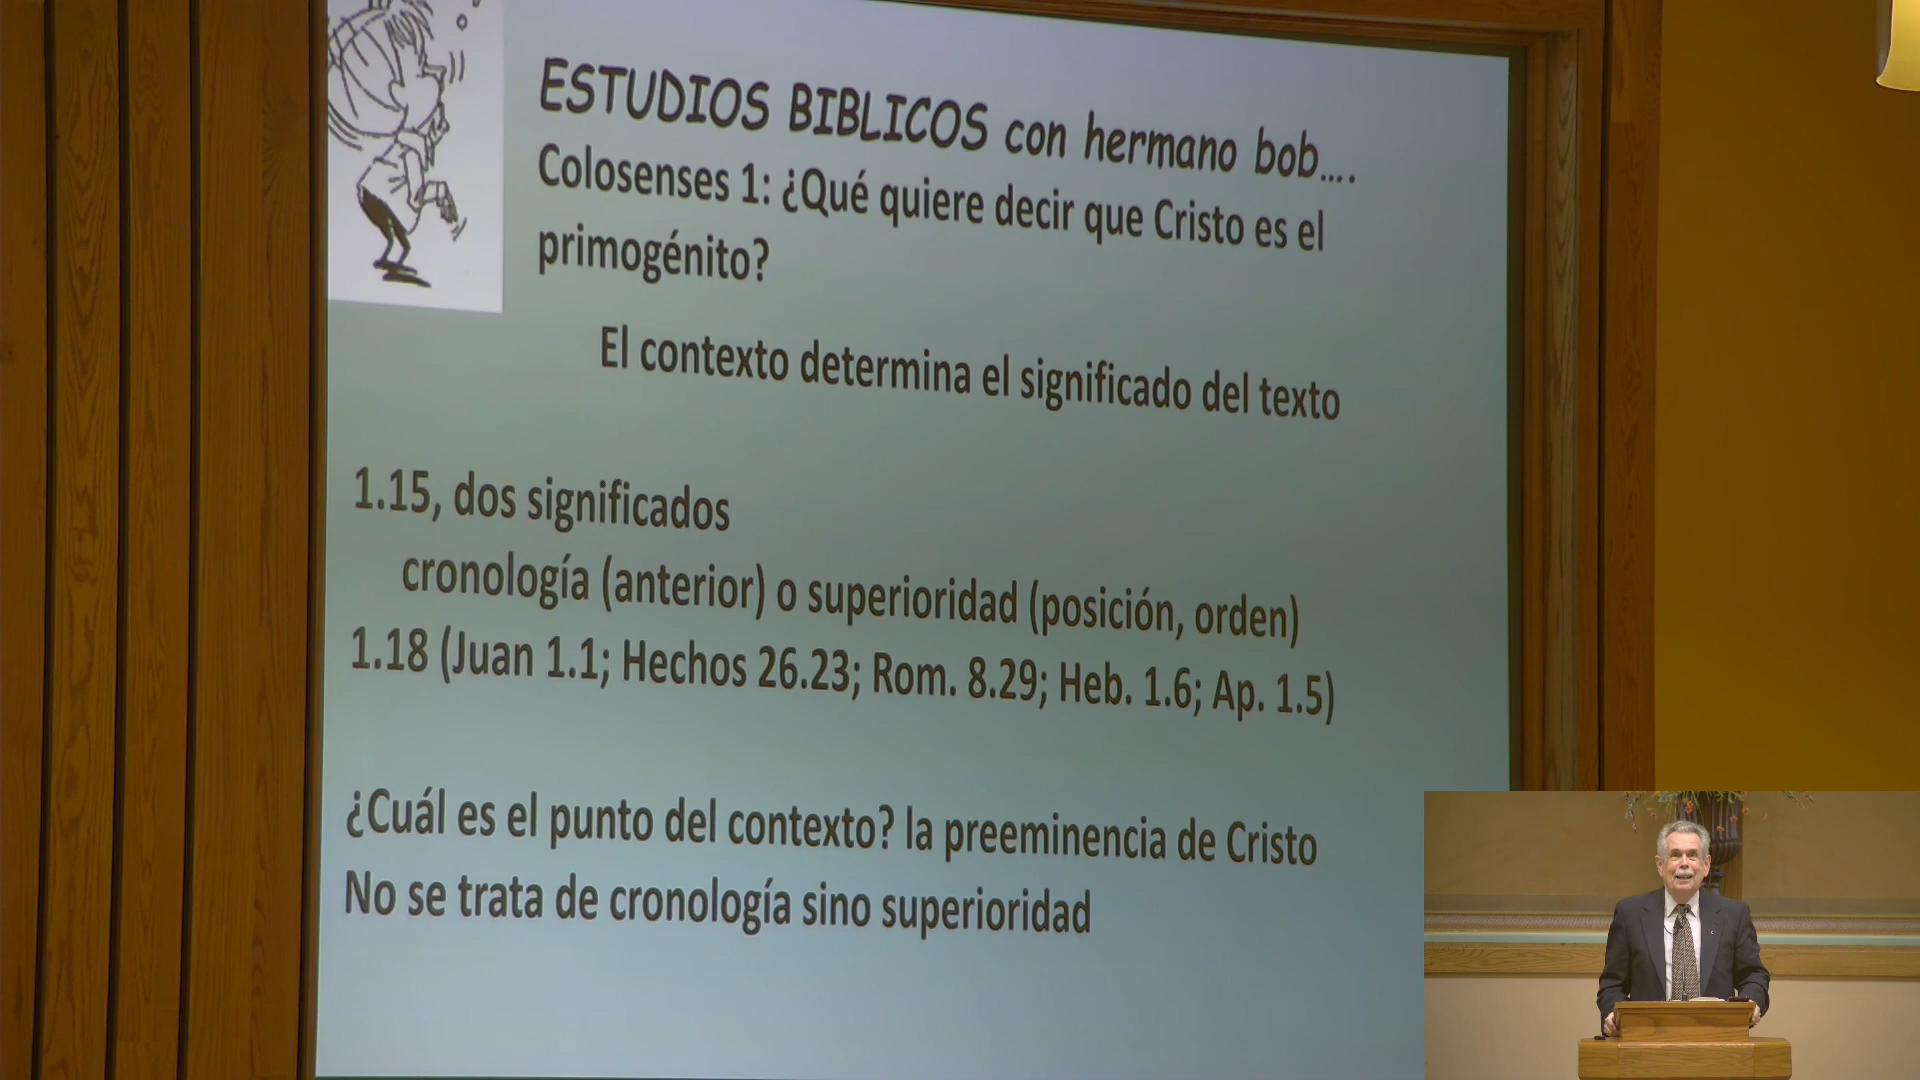 ESTUDIOS BIBLICOS con hermano bob....
Colosenses 1: ¿Qué quiere decir que Cristo es el
primogénito?
El contexto determina el significado del texto
1.15, dos significados
cronología (anterior) o superioridad (posición, orden)
1.18 (Juan 1.1; Hechos 26.23; Rom. 8.29; Heb. 1.6; Ap. 1.5)
¿Cuál es el punto del contexto? la preeminencia de Cristo
No se trata de cronología sino superioridad